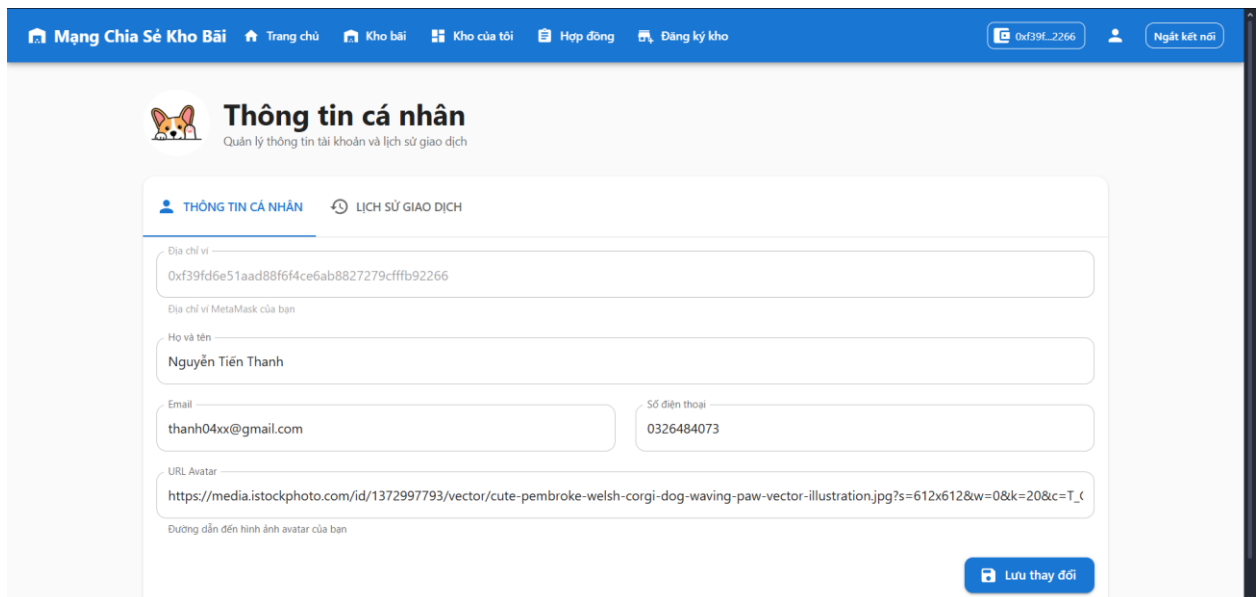 Mạng Chia Sẻ Kho Bãi Trang chủ Kho bãi Kho của tôi Hợp đồng Đăng ký kho 0xf39f...2266 Ngắt kết nối
Thông tin cá nhân
Quản lý thông tin tài khoản và lịch sử giao dịch
THÔNG TIN CÁ NHÂN LỊCH SỬ GIAO DỊCH
Địa chỉ ví
0xf39fd6e51aad88f6f4ce6ab8827279cfffb92266
Địa chỉ ví MetaMask của bạn
Họ và tên
Nguyễn Tiến Thanh
Email Số điện thoại
thanh04xx@gmail.com 0326484073
URL Avatar
https://media.istockphoto.com/id/1372997793/vector/cute-pembroke-welsh-corgi-dog-waving-paw-vector-illustration.jpg?s=612x612&w=0&k=20&c=T_
Đường dẫn đến hình ảnh avatar của bạn
Lưu thay đổi